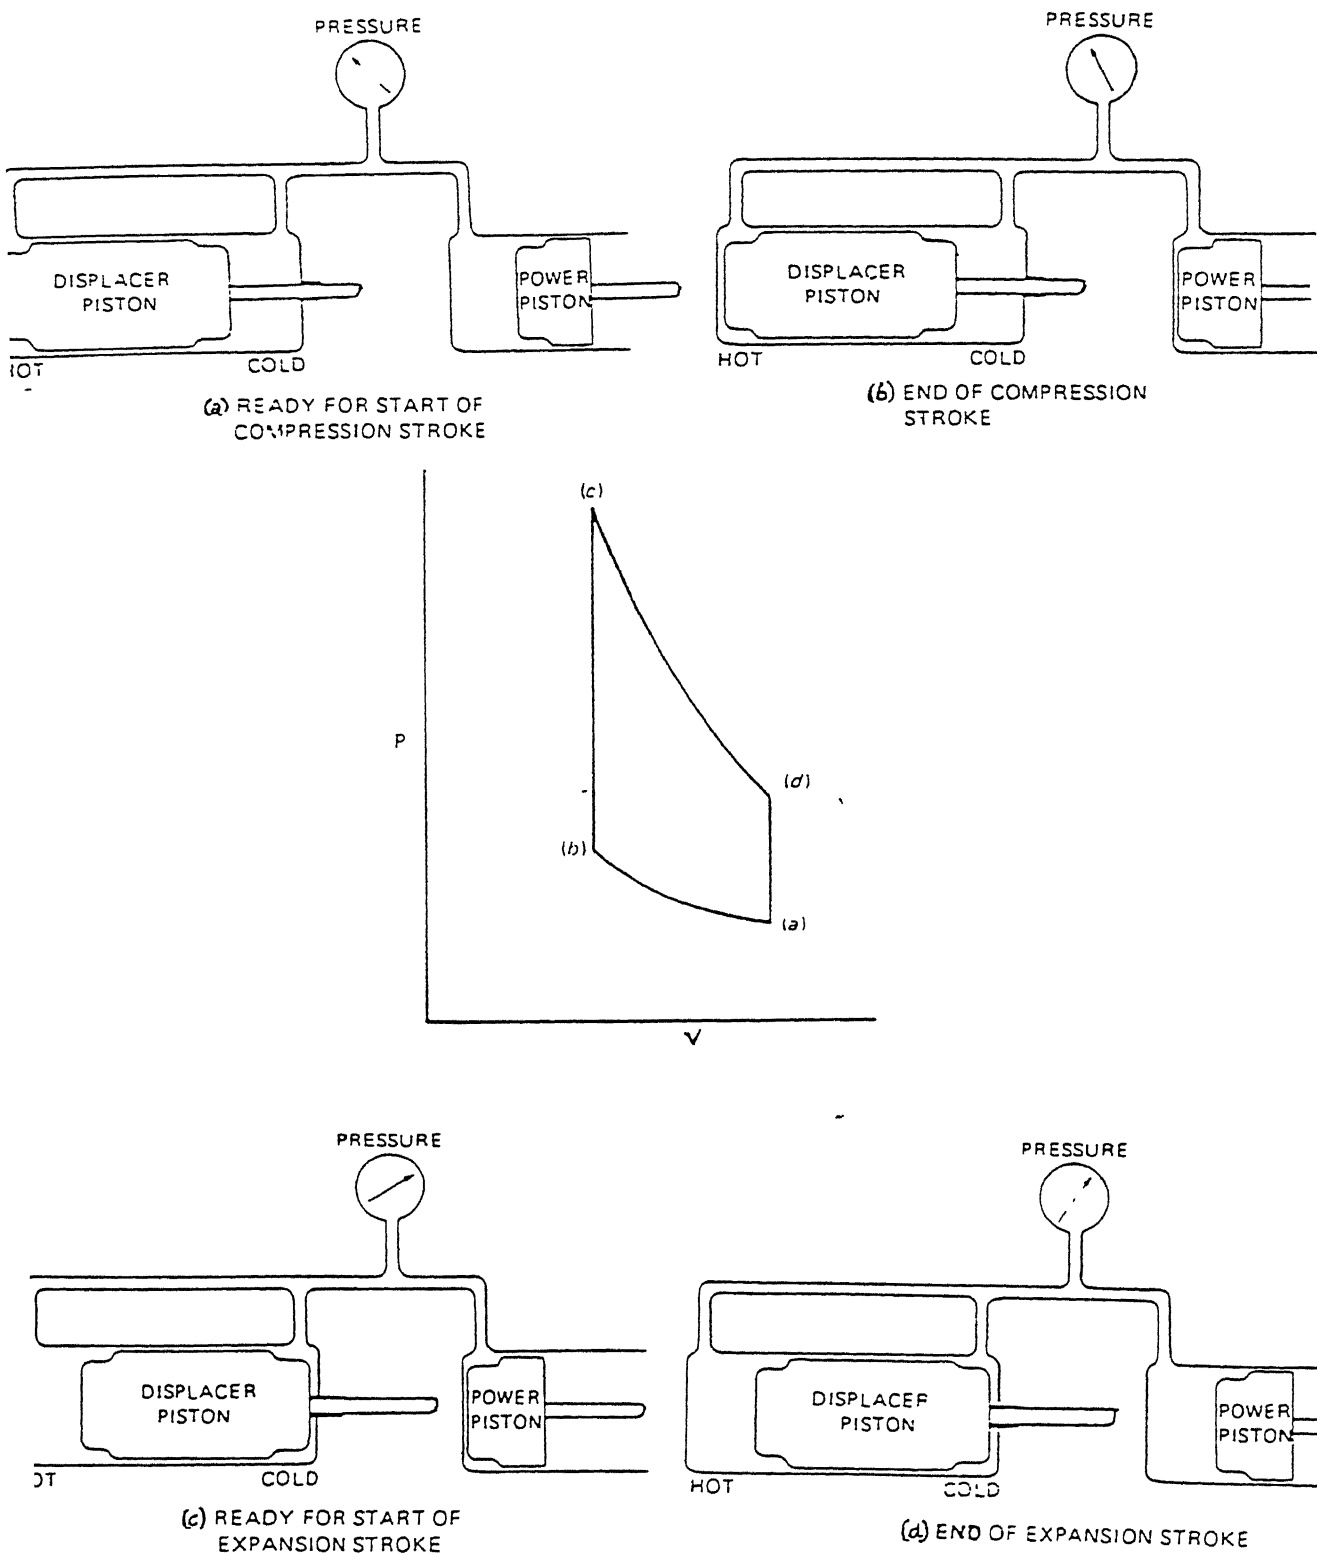 PRESSURE
DISPLACER
PISTON
POWER
PISTON
HOT
COLD
(a) READY FOR START OF
COMPRESSION STROKE
PRESSURE
DISPLACER
PISTON
POWER
PISTON
HOT
COLD
(b) END OF COMPRESSION
STROKE
(c)
P
(d)
(b)
(a)
V
PRESSURE
DISPLACER
PISTON
POWER
PISTON
OT
COLD
(c) READY FOR START OF
EXPANSION STROKE
PRESSURE
DISPLACER
PISTON
POWER
PISTON
HOT
COLD
(d) END OF EXPANSION STROKE